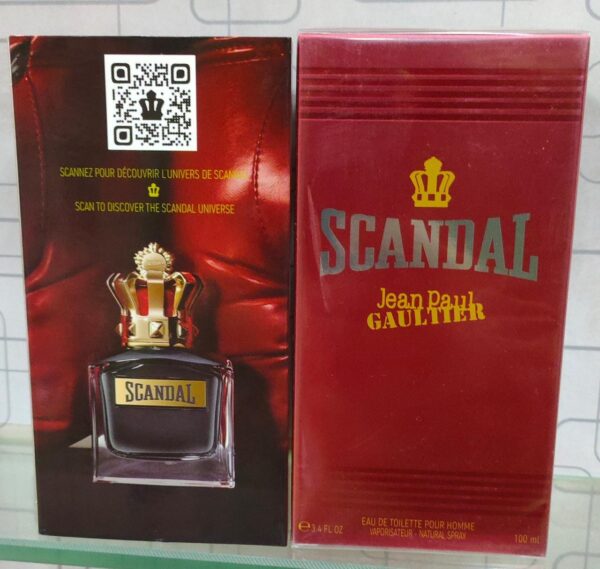 SCANNEZ POUR DÉCOUVRIR L'UNIVERS DE
SCAN TO DISCOVER THE SCANDAL UNIVERSE
SCANDAL
SCANDAL
Jean Paul
GAULTIER
℮ 3.4 FL OZ
EAU DE TOILETTE POUR HOMME
VAPORISATEUR - NATURAL SPRAY
100 ml